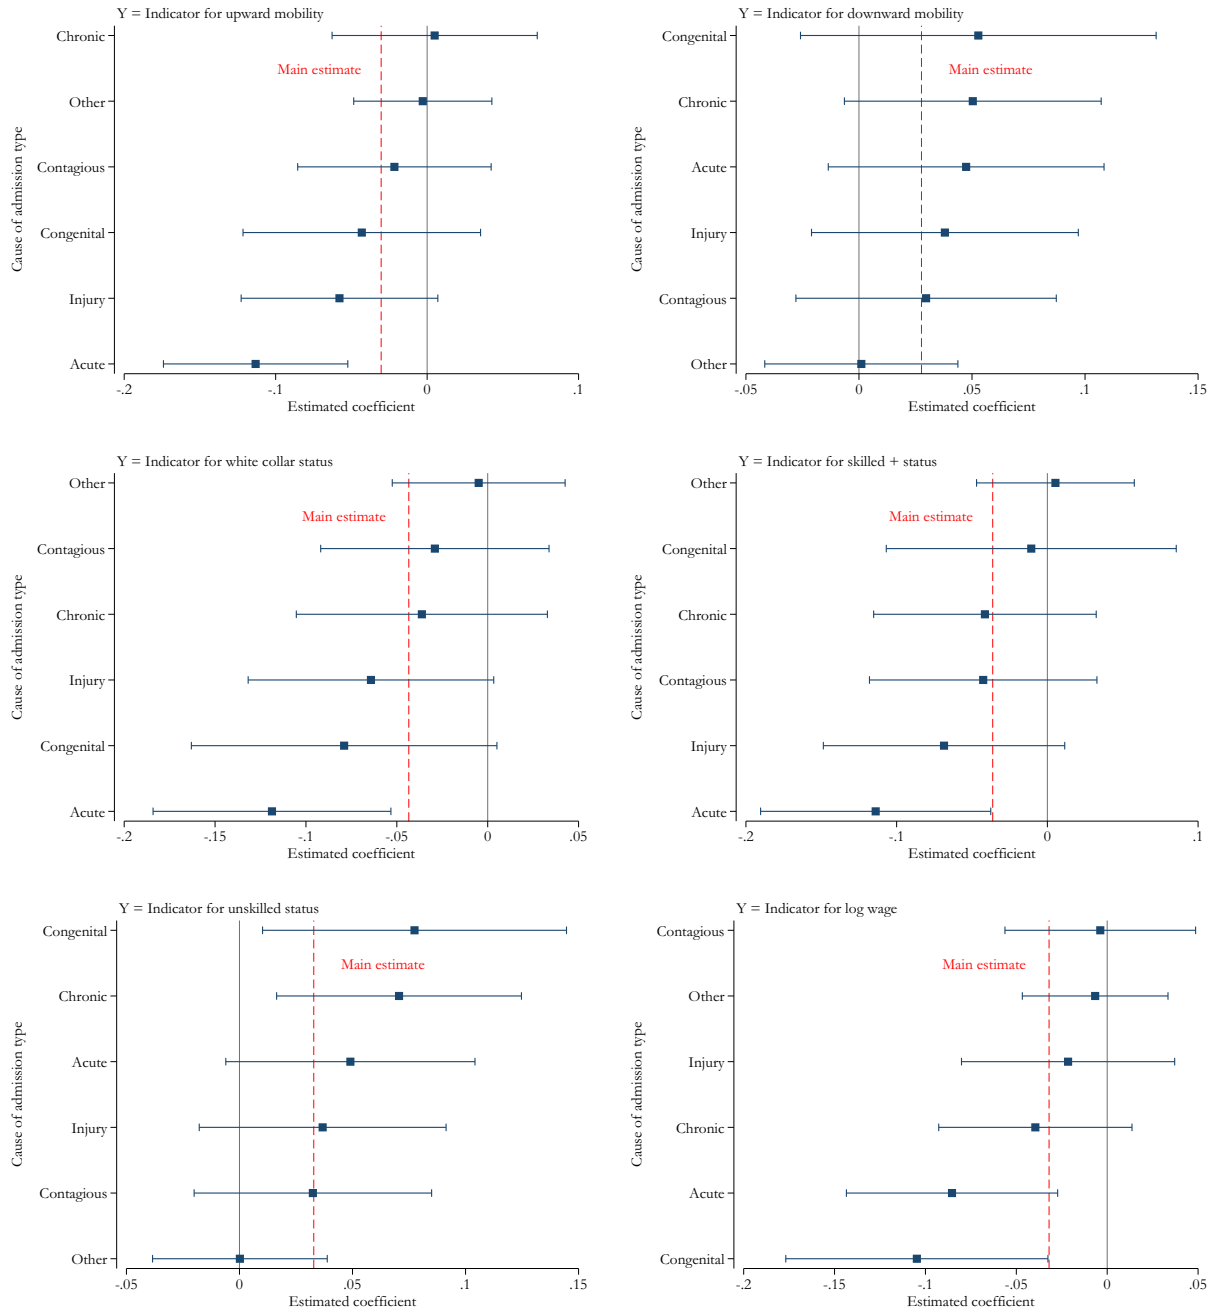 Y = Indicator for upward mobility
Chronic
Main estimate
Other
Contagious
Congenital
Injury
Acute
Cause of admission type
-.2 -.1 0 .1
Estimated coefficient
Y = Indicator for downward mobility
Congenital
Main estimate
Chronic
Acute
Injury
Contagious
Other
Cause of admission type
-.05 0 .05 .1 .15
Estimated coefficient
Y = Indicator for white collar status
Other
Main estimate
Contagious
Chronic
Injury
Congenital
Acute
Cause of admission type
-.2 -.15 -.1 -.05 0 .05
Estimated coefficient
Y = Indicator for skilled + status
Other
Main estimate
Congenital
Chronic
Contagious
Injury
Acute
Cause of admission type
-.2 -.1 0 .1
Estimated coefficient
Y = Indicator for unskilled status
Congenital
Main estimate
Chronic
Acute
Injury
Contagious
Other
Cause of admission type
-.05 0 .05 .1 .15
Estimated coefficient
Y = Indicator for log wage
Contagious
Main estimate
Other
Injury
Chronic
Acute
Congenital
Cause of admission type
-.2 -.15 -.1 -.05 0 .05
Estimated coefficient